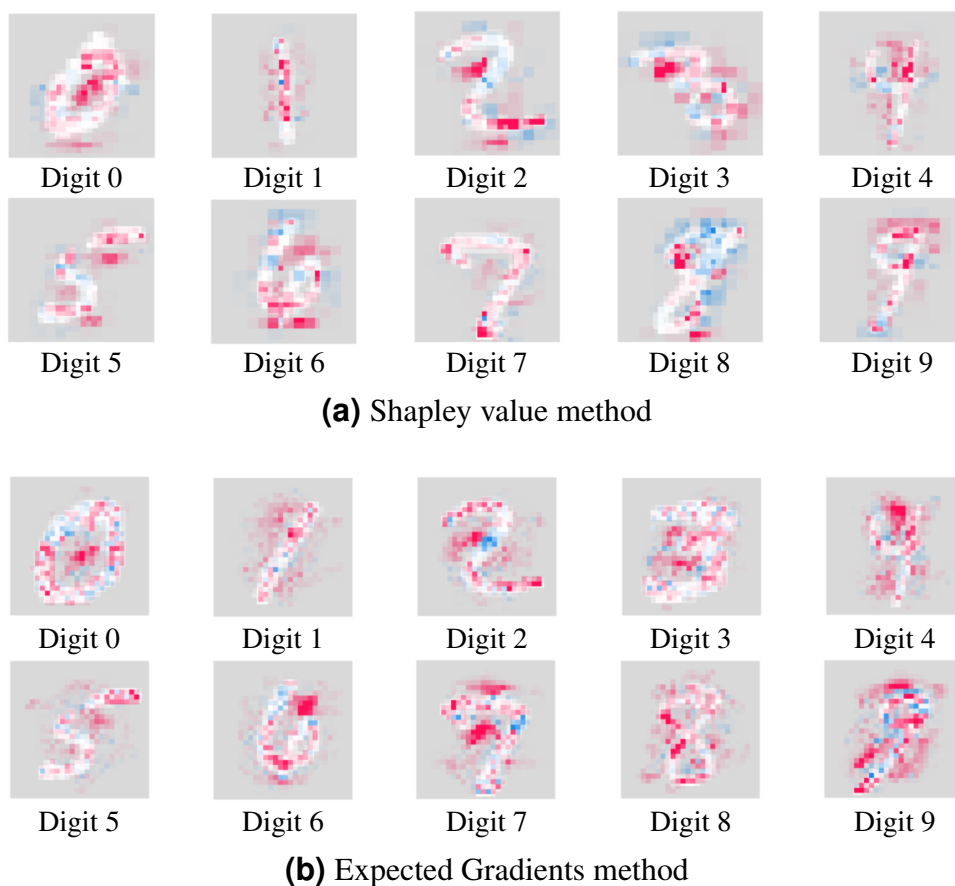 Digit 0 Digit 1 Digit 2 Digit 3 Digit 4
Digit 5 Digit 6 Digit 7 Digit 8 Digit 9
(a) Shapley value method
Digit 0 Digit 1 Digit 2 Digit 3 Digit 4
Digit 5 Digit 6 Digit 7 Digit 8 Digit 9
(b) Expected Gradients method